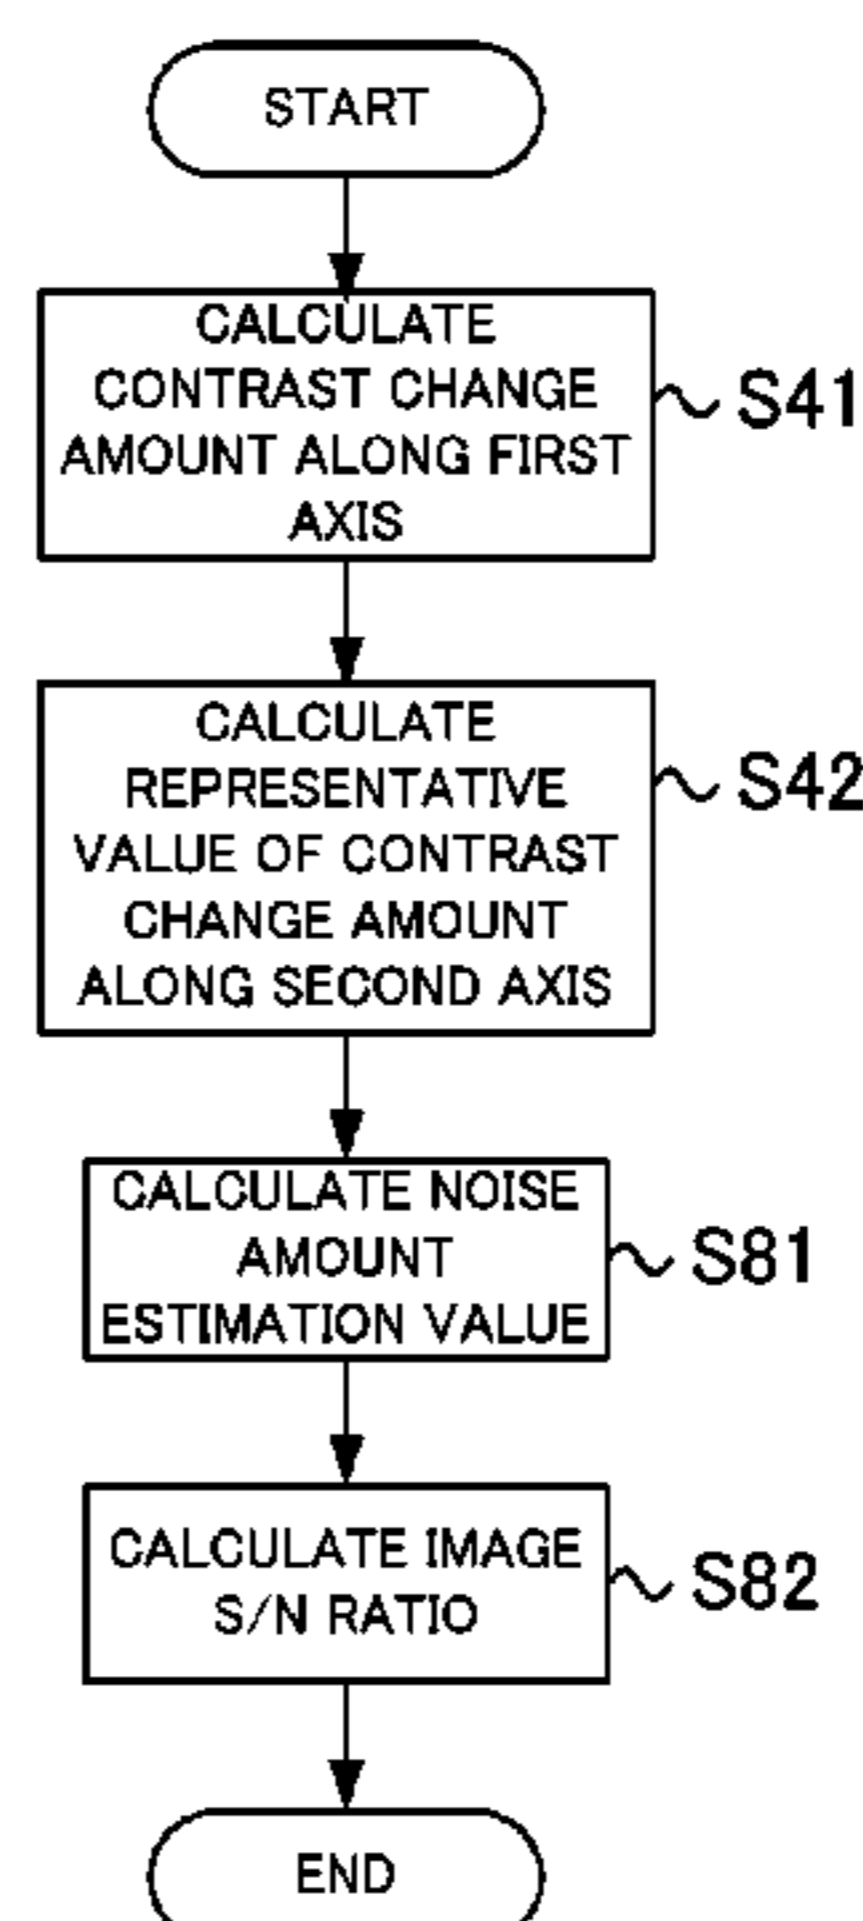 START
CALCULATE
CONTRAST CHANGE
AMOUNT ALONG FIRST
AXIS
S41
CALCULATE
REPRESENTATIVE
VALUE OF CONTRAST
CHANGE AMOUNT
ALONG SECOND AXIS
S42
CALCULATE NOISE
AMOUNT
ESTIMATION VALUE
S81
CALCULATE IMAGE
S/N RATIO
S82
END